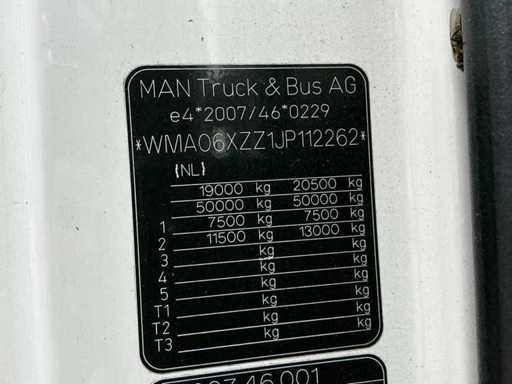 MAN Truck & Bus AG
e4*2007/46*0229
*WMA06XZZ1JP112262*
(NL)
19000 kg 20500 kg
50000 kg 50000 kg
1 7500 kg 7500 kg
2 11500 kg 13000 kg
3 kg kg
4 kg kg
5 kg kg
T1 kg kg
T2 kg kg
T3 kg kg